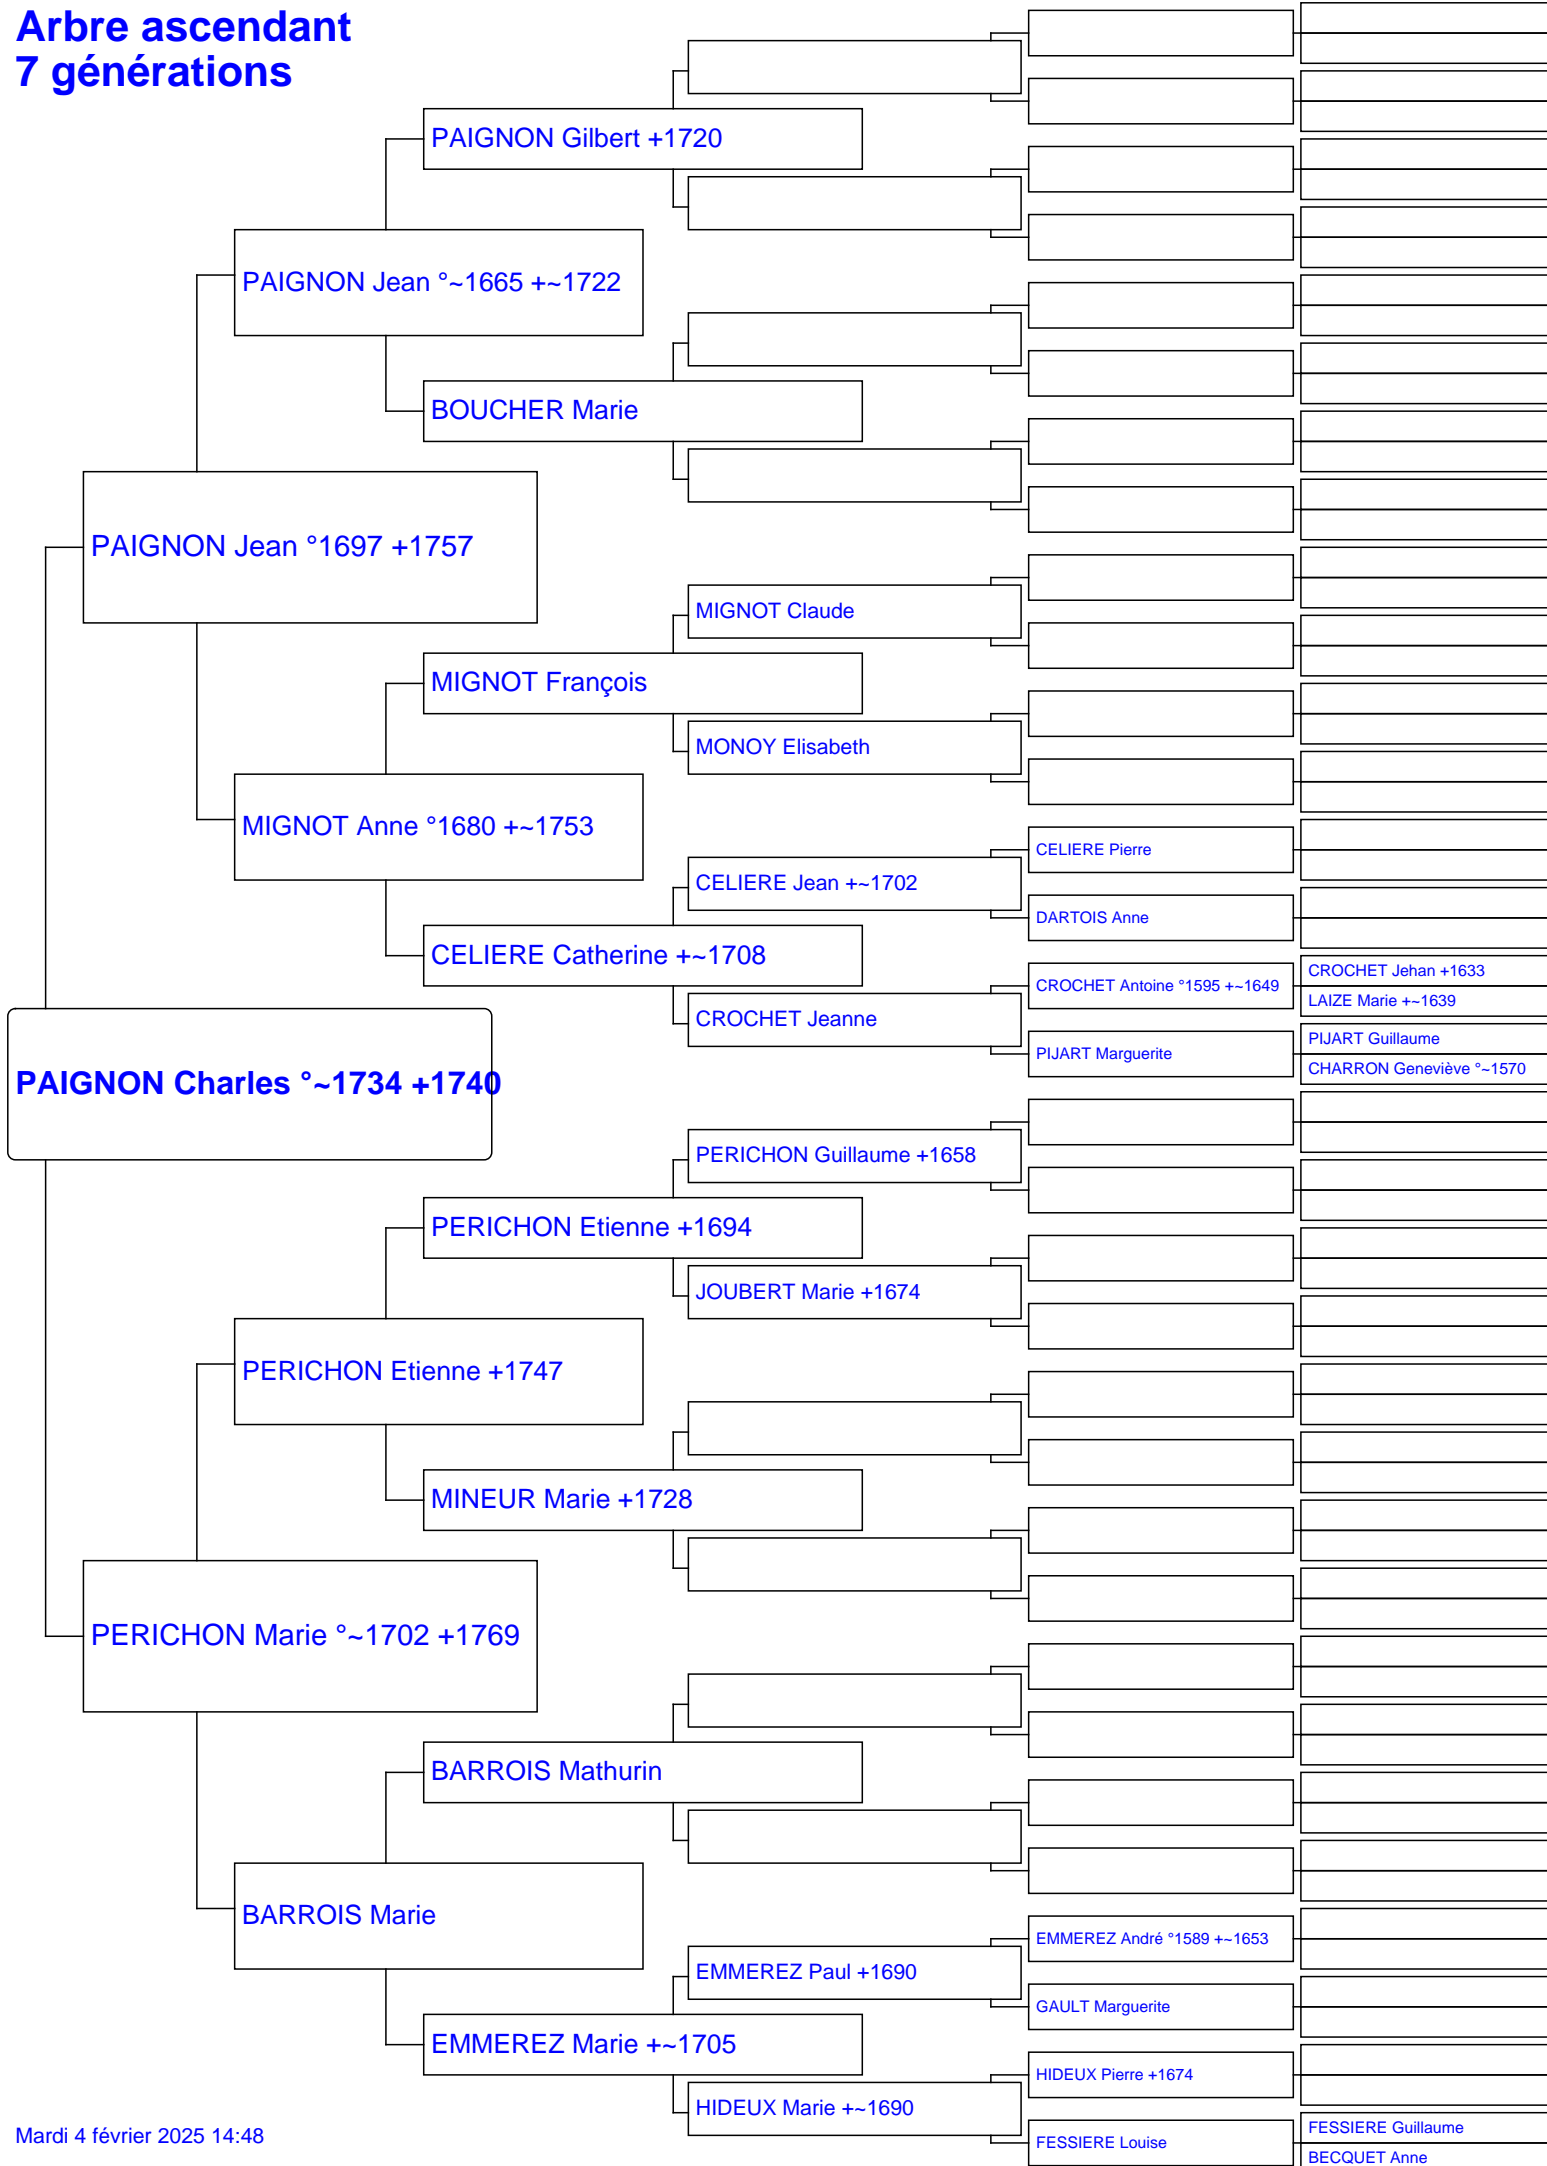 Arbre ascendant
7 générations
PAIGNON Gilbert +1720
PAIGNON Jean °~1665 +~1722
BOUCHER Marie
PAIGNON Jean °1697 +1757
MIGNOT Claude
MIGNOT François
MONOY Elisabeth
MIGNOT Anne °1680 +~1753
CELIERE Pierre
CELIERE Jean +~1702
DARTOIS Anne
CELIERE Catherine +~1708
CROCHET Jehan +1633
CROCHET Antoine °1595 +~1649
LAIZE Marie +~1639
CROCHET Jeanne
PIJART Guillaume
PIJART Marguerite
CHARRON Geneviève °~1570
PAIGNON Charles °~1734 +1740
PERICHON Guillaume +1658
PERICHON Etienne +1694
JOUBERT Marie +1674
PERICHON Etienne +1747
MINEUR Marie +1728
PERICHON Marie °~1702 +1769
BARROIS Mathurin
BARROIS Marie
EMMEREZ André °1589 +~1653
EMMEREZ Paul +1690
GAULT Marguerite
EMMEREZ Marie +~1705
HIDEUX Pierre +1674
HIDEUX Marie +~1690
FESSIERE Guillaume
FESSIERE Louise
BECQUET Anne
Mardi 4 février 2025 14:48